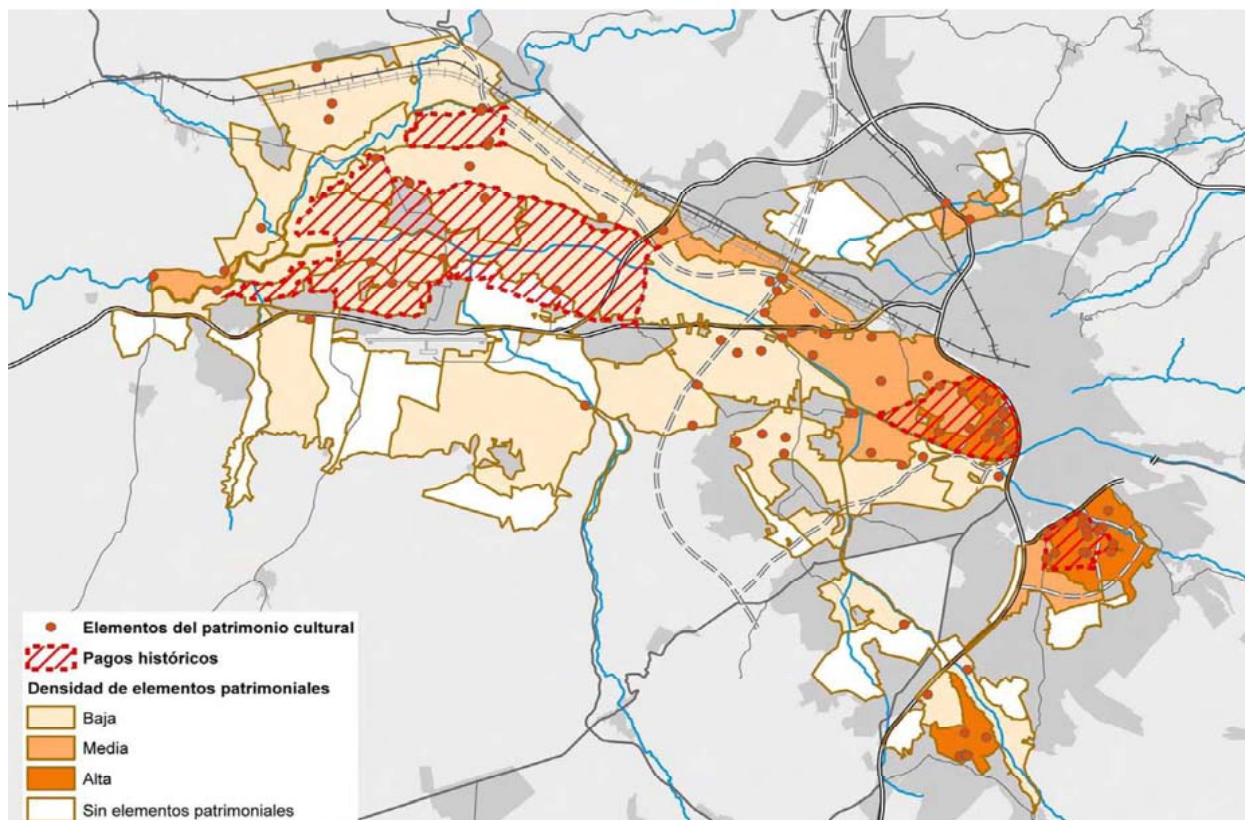 Elementos del patrimonio cultural
Pagos históricos
Densidad de elementos patrimoniales
Baja
Media
Alta
Sin elementos patrimoniales